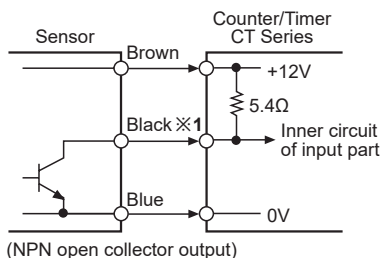 Counter/Timer
Sensor
CT Series
Brown
+12V
5.4Ω
Black ※1
Inner circuit
of input part
Blue
0V
(NPN open collector output)